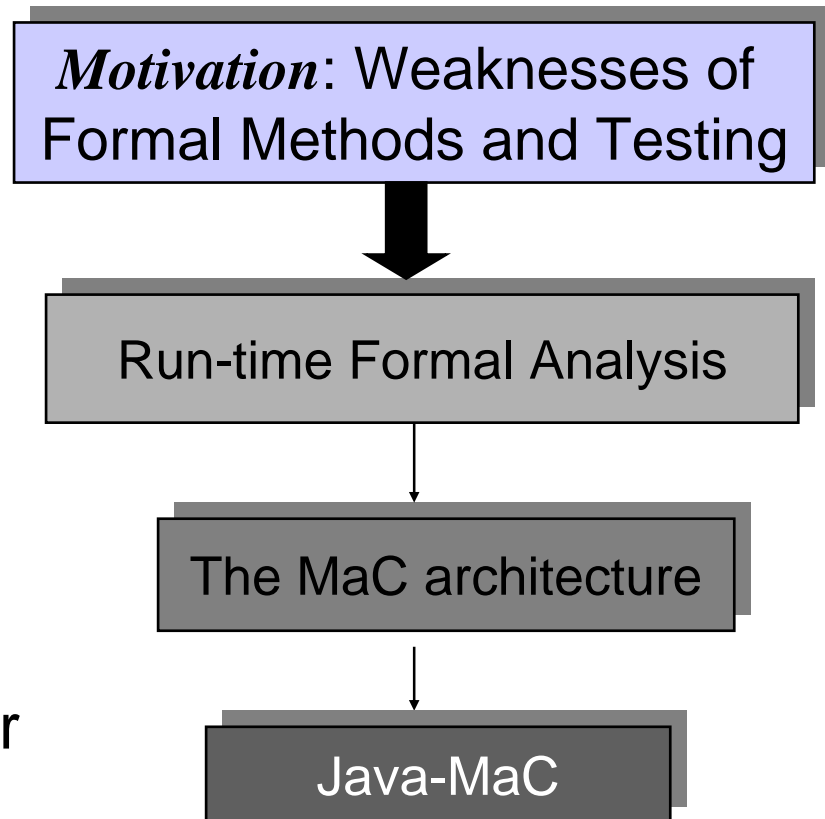 Motivation: Weaknesses of
Formal Methods and Testing
Run-time Formal Analysis
The MaC architecture
r
Java-MaC